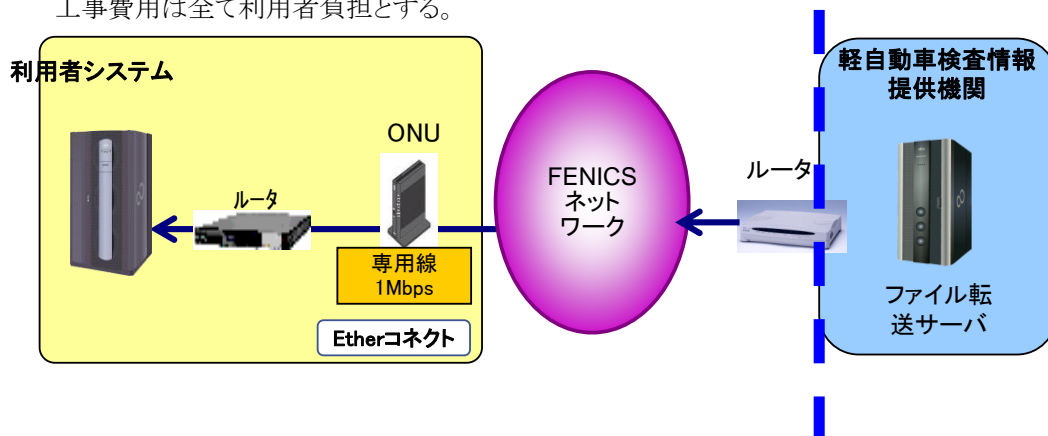 工事費用は全て利用者負担とする。
利用者システム
ONU
ルータ
専用線
1Mbps
Etherコネクト
FENICS
ネット
ワーク
ルータ
軽自動車検査情報
提供機関
ファイル転
送サーバ